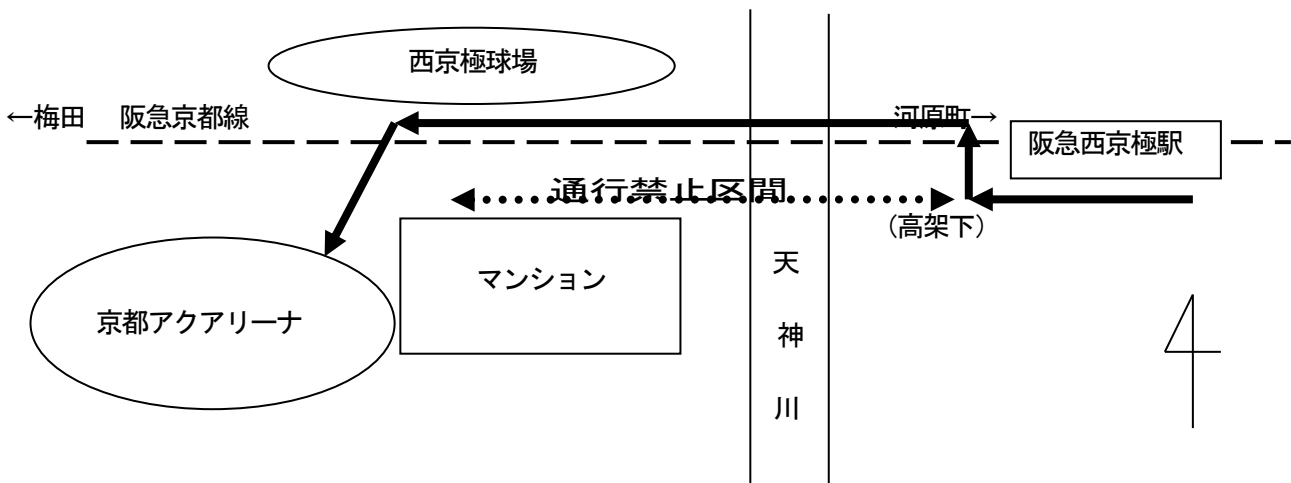 西京極球場
←梅田 阪急京都線
河原町→
阪急西京極駅
通行禁止区間
(高架下)
マンション
天神川
京都アクアリーナ